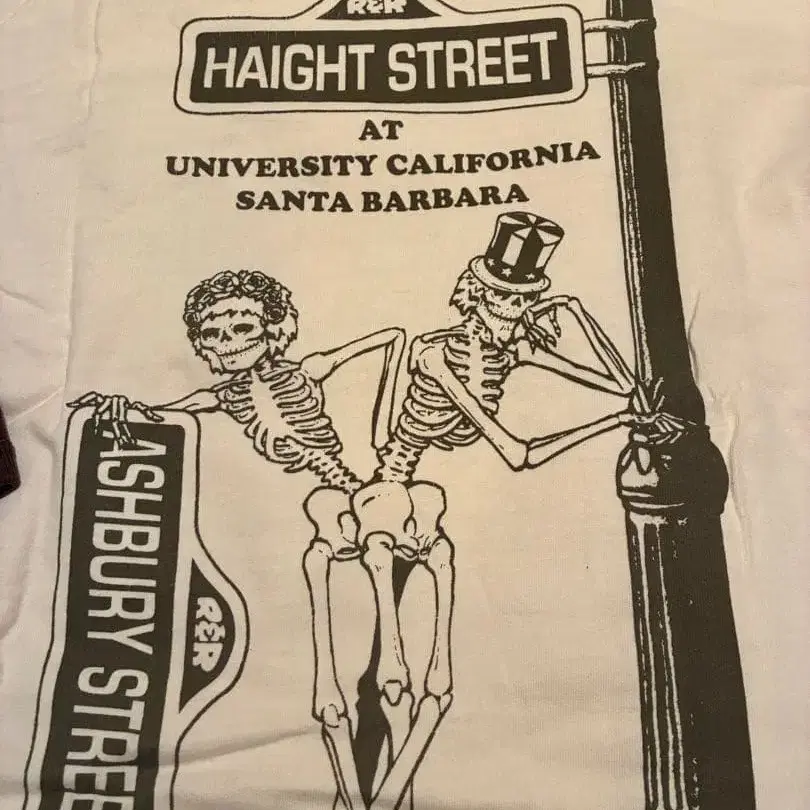 R&R
HAIGHT STREET
AT
UNIVERSITY CALIFORNIA
SANTA BARBARA
ASHBURY STREE
R&R